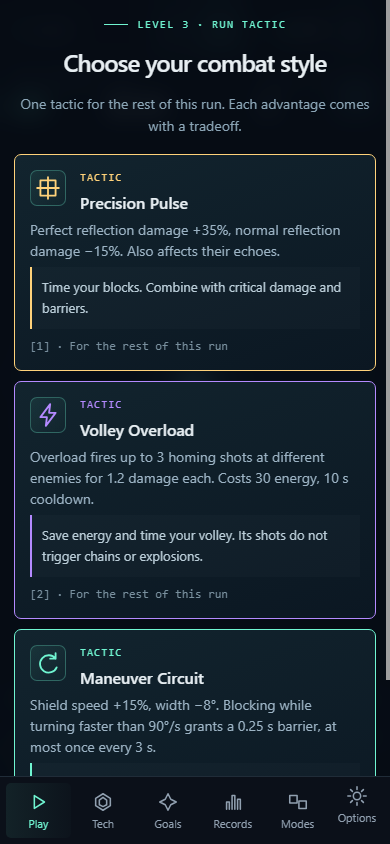 LEVEL 3 · RUN TACTIC
Choose your combat style
One tactic for the rest of this run. Each advantage comes
with a tradeoff.
TACTIC
Precision Pulse
Perfect reflection damage +35%, normal reflection
damage −15%. Also affects their echoes.
Time your blocks. Combine with critical damage and
barriers.
[1] · For the rest of this run
TACTIC
Volley Overload
Overload fires up to 3 homing shots at different
enemies for 1.2 damage each. Costs 30 energy, 10 s
cooldown.
Save energy and time your volley. Its shots do not
trigger chains or explosions.
[2] · For the rest of this run
TACTIC
Maneuver Circuit
Shield speed +15%, width −8°. Blocking while
turning faster than 90°/s grants a 0.25 s barrier, at
most once every 3 s.
Play
Tech
Goals
Records
Modes
Options